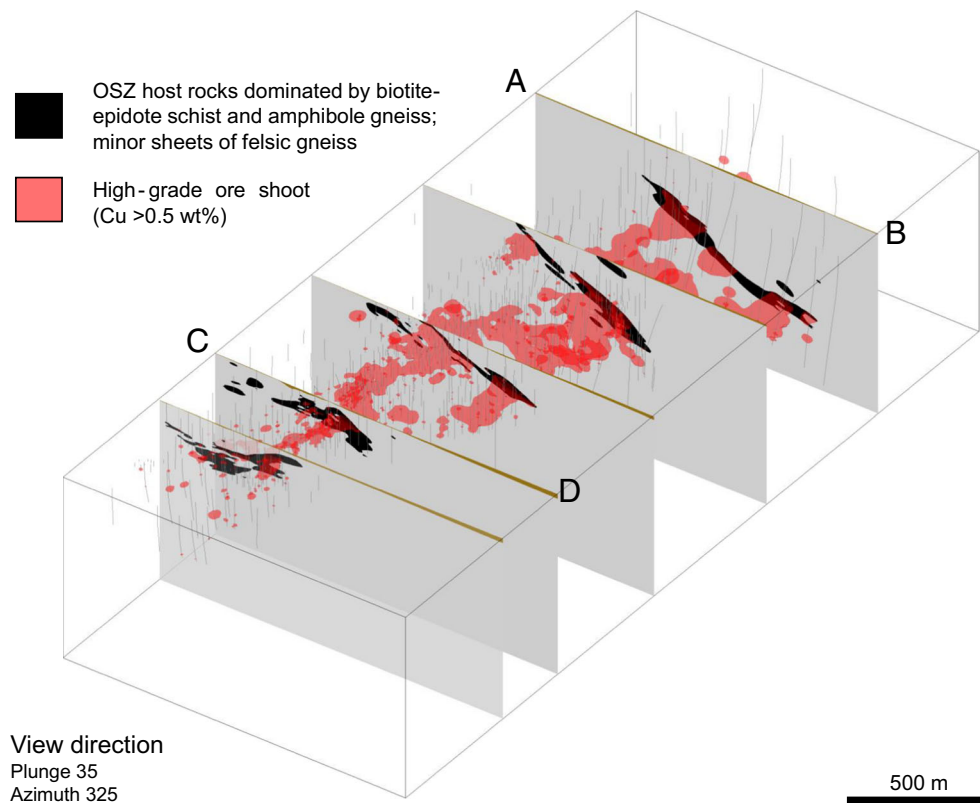 OSZ host rocks dominated by biotite-
epidote schist and amphibole gneiss;
minor sheets of felsic gneiss
High-grade ore shoot
(Cu >0.5 wt%)
A
B
C
D
View direction
Plunge 35
Azimuth 325
500 m